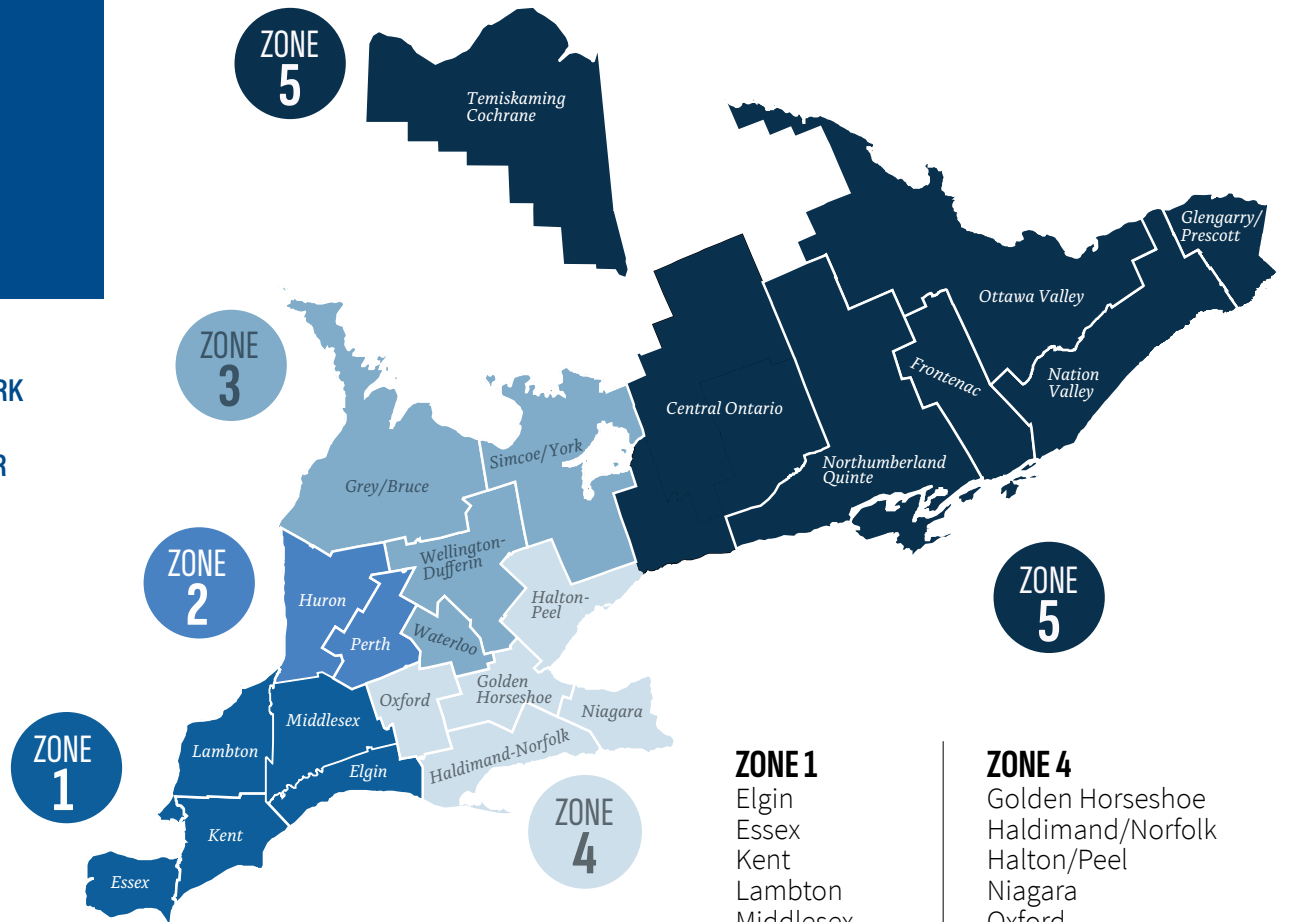 ZONE
5
Temiskaming
Cochrane
Glengarry/
Prescott
Ottawa Valley
ZONE
3
Frontenac
Nation
Valley
RK
Central Ontario
R
Simcoe/York
Northumberland
Quinte
Grey/Bruce
ZONE
2
Wellington-
Dufferin
ZONE
5
Huron
Halton-
Peel
Perth
Waterloo
Golden
Horseshoe
Oxford
Niagara
Middlesex
ZONE
1
Lambton
Haldimand-Norfolk
Elgin
ZONE
4
Kent
Essex
ZONE 1
Elgin
Essex
Kent
Lambton
Middlesex
ZONE 4
Golden Horseshoe
Haldimand/Norfolk
Halton/Peel
Niagara
Oxford